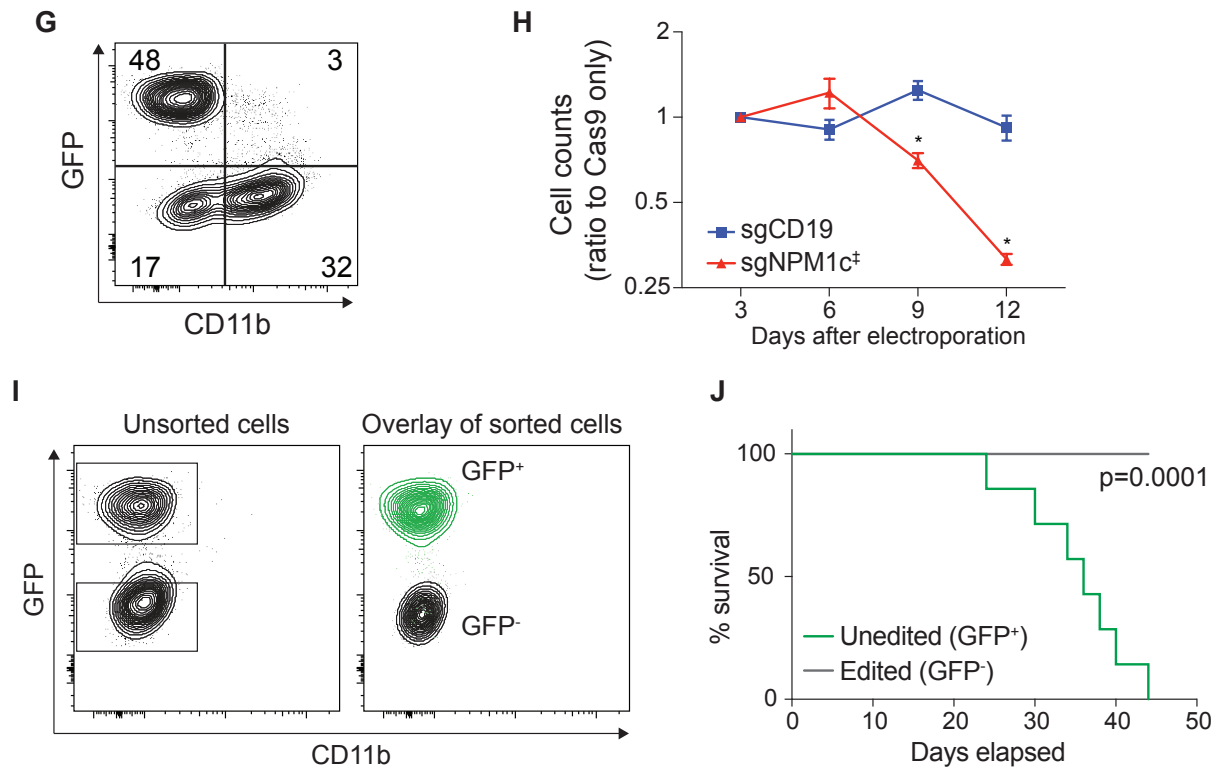 G
48
3
17
32
GFP
CD11b
H
2
1
0.5
0.25
Cell counts
(ratio to Cas9 only)
*
*
sgCD19
sgNPM1c‡
3
6
9
12
Days after electroporation
I
Unsorted cells
Overlay of sorted cells
GFP+
GFP-
GFP
CD11b
J
100
50
0
% survival
p=0.0001
Unedited (GFP+)
Edited (GFP-)
0
10
20
30
40
50
Days elapsed